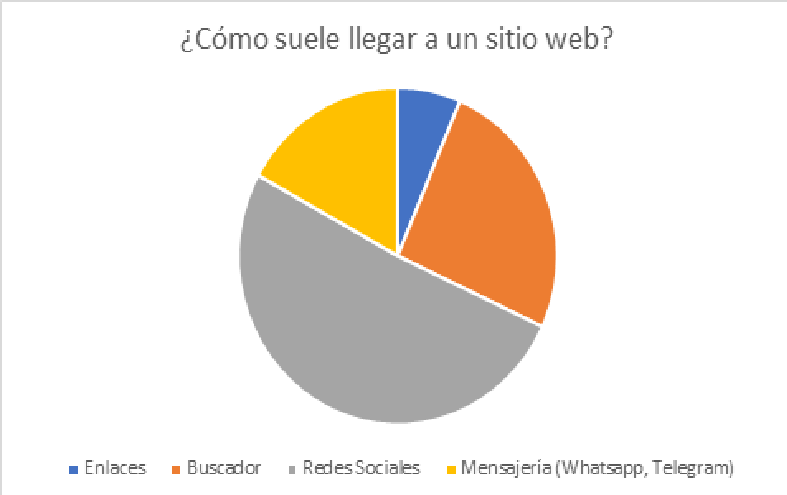 ¿Cómo suele llegar a un sitio web?
Enlaces Buscador Redes Sociales Mensajería (Whatsapp, Telegram)